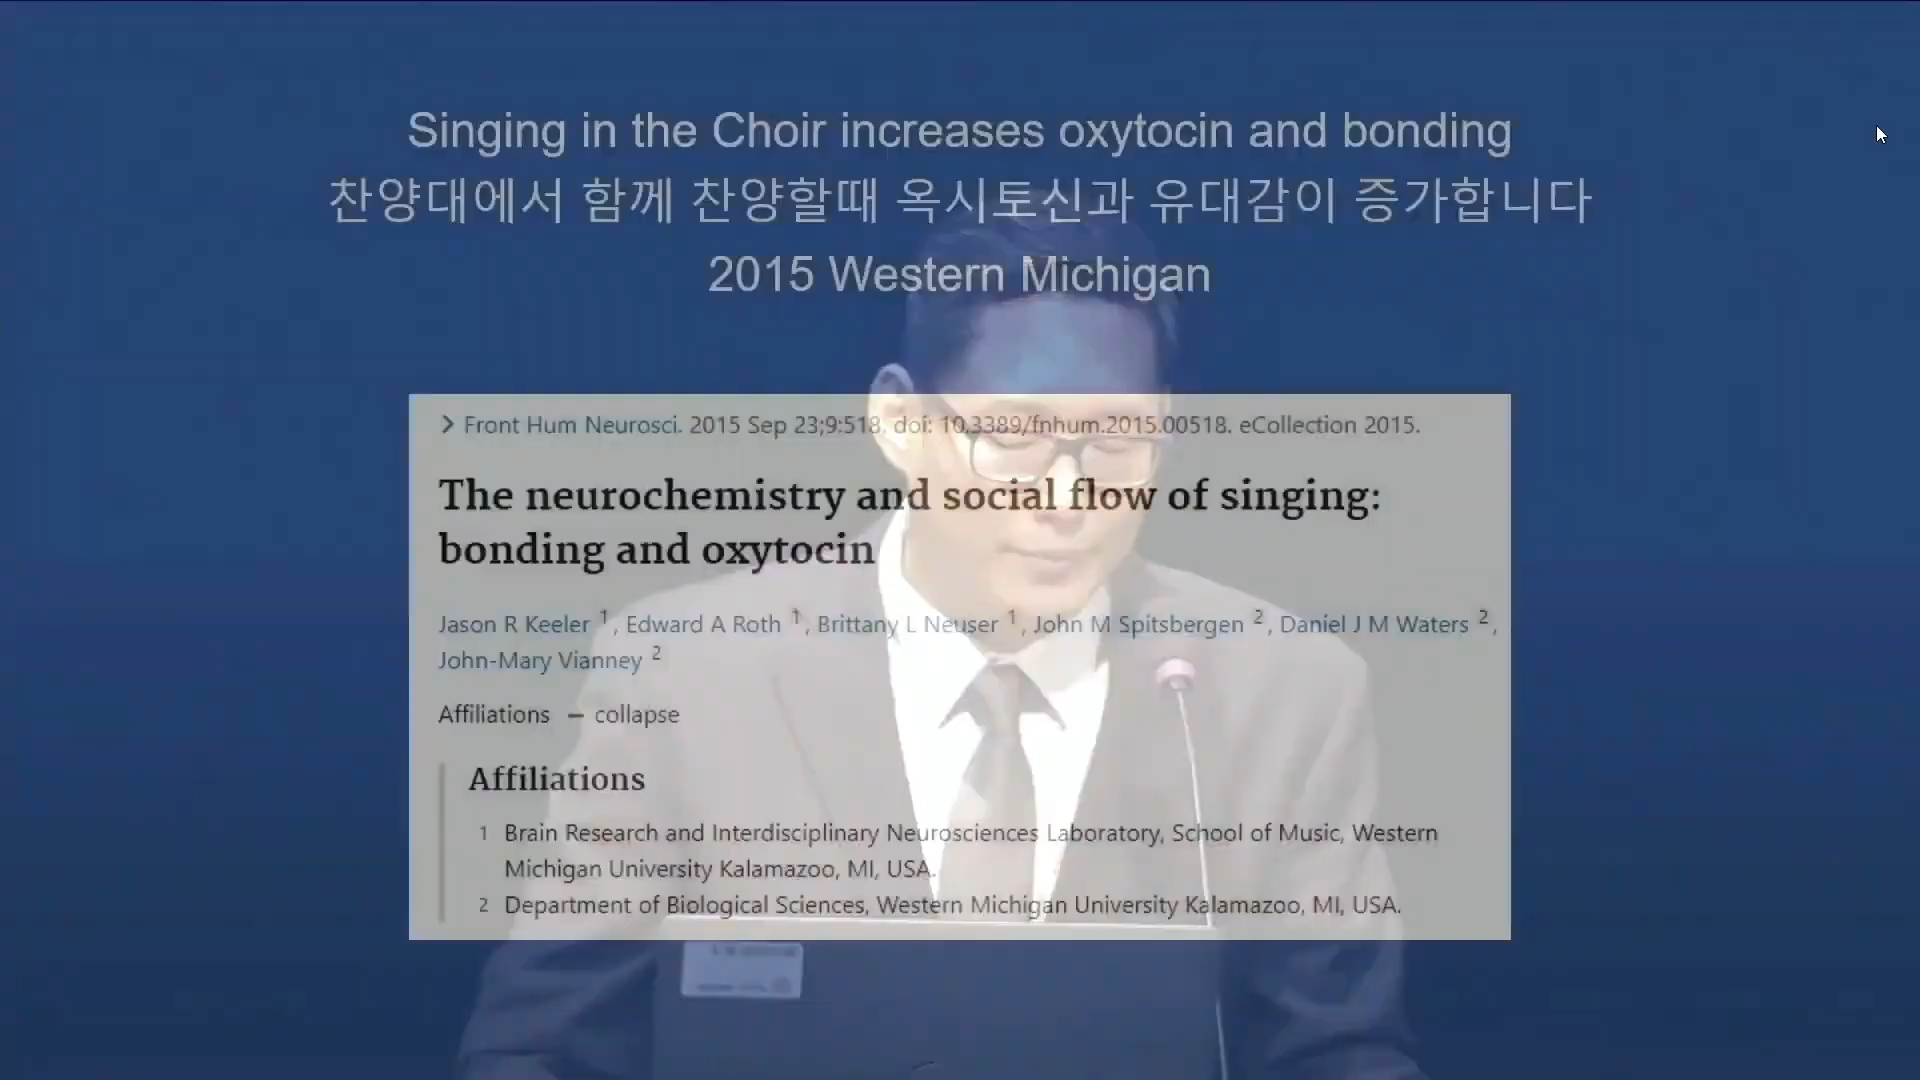 Singing in the Choir increases oxytocin and bonding
찬양대에서 함께 찬양할때 옥시토신과 유대감이 증가합니다
2015 Western Michigan
Front Hum Neurosci. 2015 Sep 23;9:518. doi: 10.3389/fnhum.2015.00518. eCollection 2015.
The neurochemistry and social flow of singing:
bonding and oxytocin
Jason R Keeler 1, Edward A Roth 1, Brittany L Neuser 1, John M Spitsbergen 2, Daniel J M Waters 2,
John-Mary Vianney 2
Affiliations − collapse
Affiliations
1 Brain Research and Interdisciplinary Neurosciences Laboratory, School of Music, Western
Michigan University Kalamazoo, MI, USA.
2 Department of Biological Sciences, Western Michigan University Kalamazoo, MI, USA.